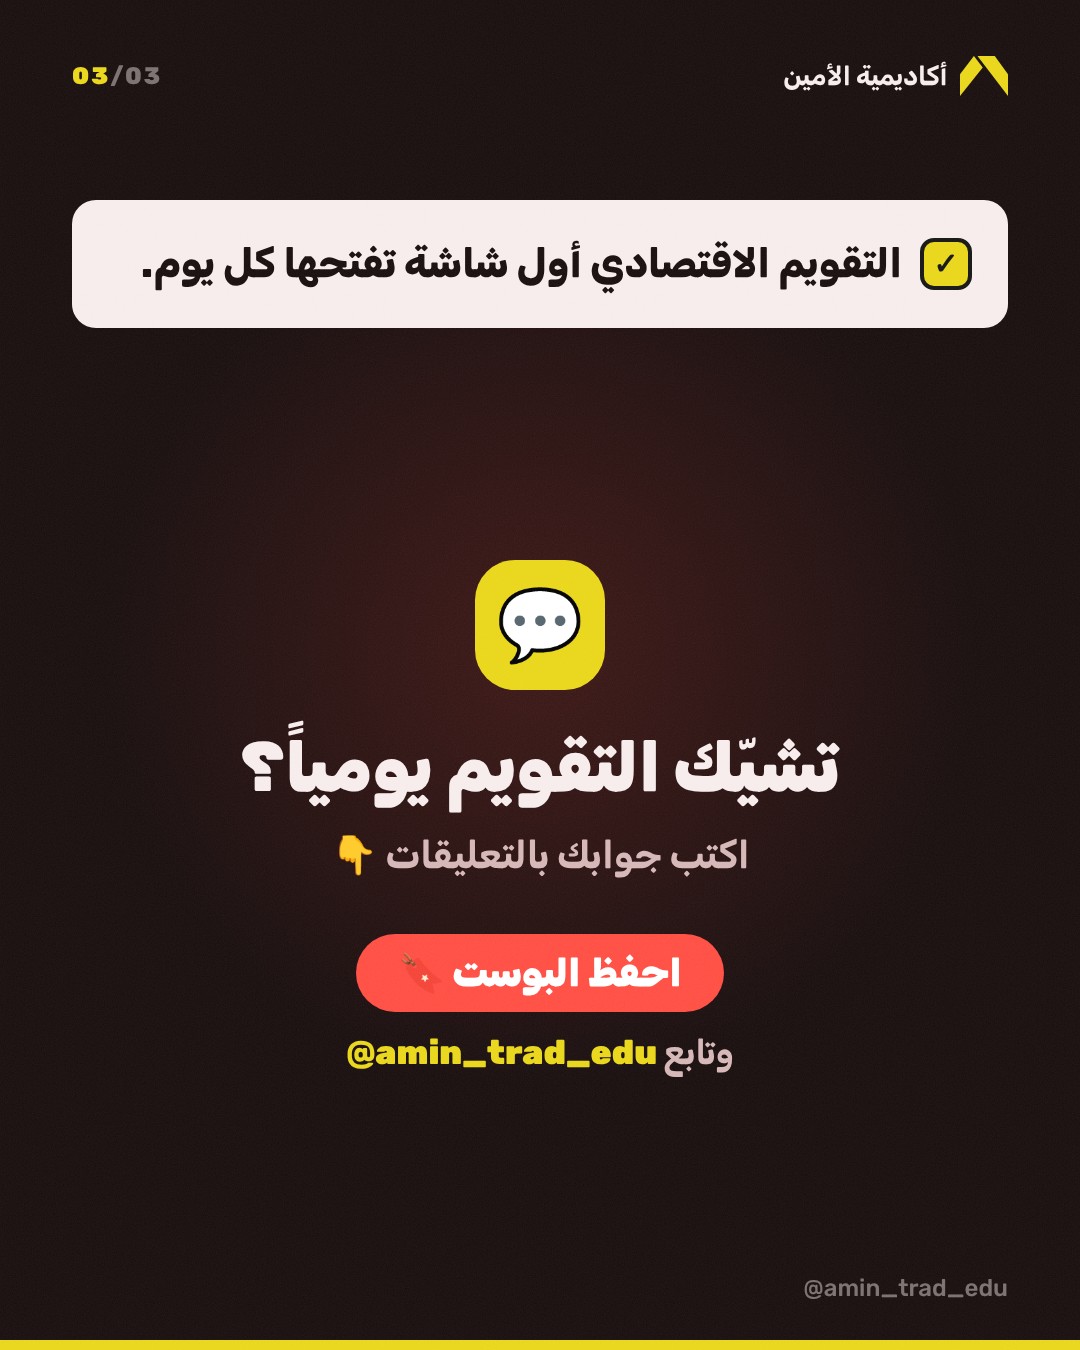 أكاديمية الأمين
03/03
✓ التقويم الاقتصادي أول شاشة تفتحها كل يوم.
تشيّك التقويم يومياً؟
اكتب جوابك بالتعليقات 👇
احفظ البوست 🔖
وتابع @amin_trad_edu
@amin_trad_edu